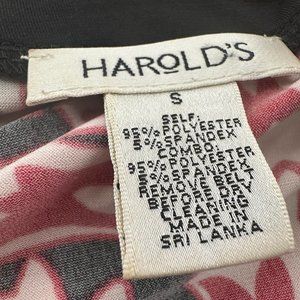 HAROLD'S
S
SELF:
95% POLYESTER
5% SPANDEX
COMBO:
95% POLYESTER
5% SPANDEX
REMOVE BELT
BEFORE DRY
CLEANING
MADE IN
SRI LANKA